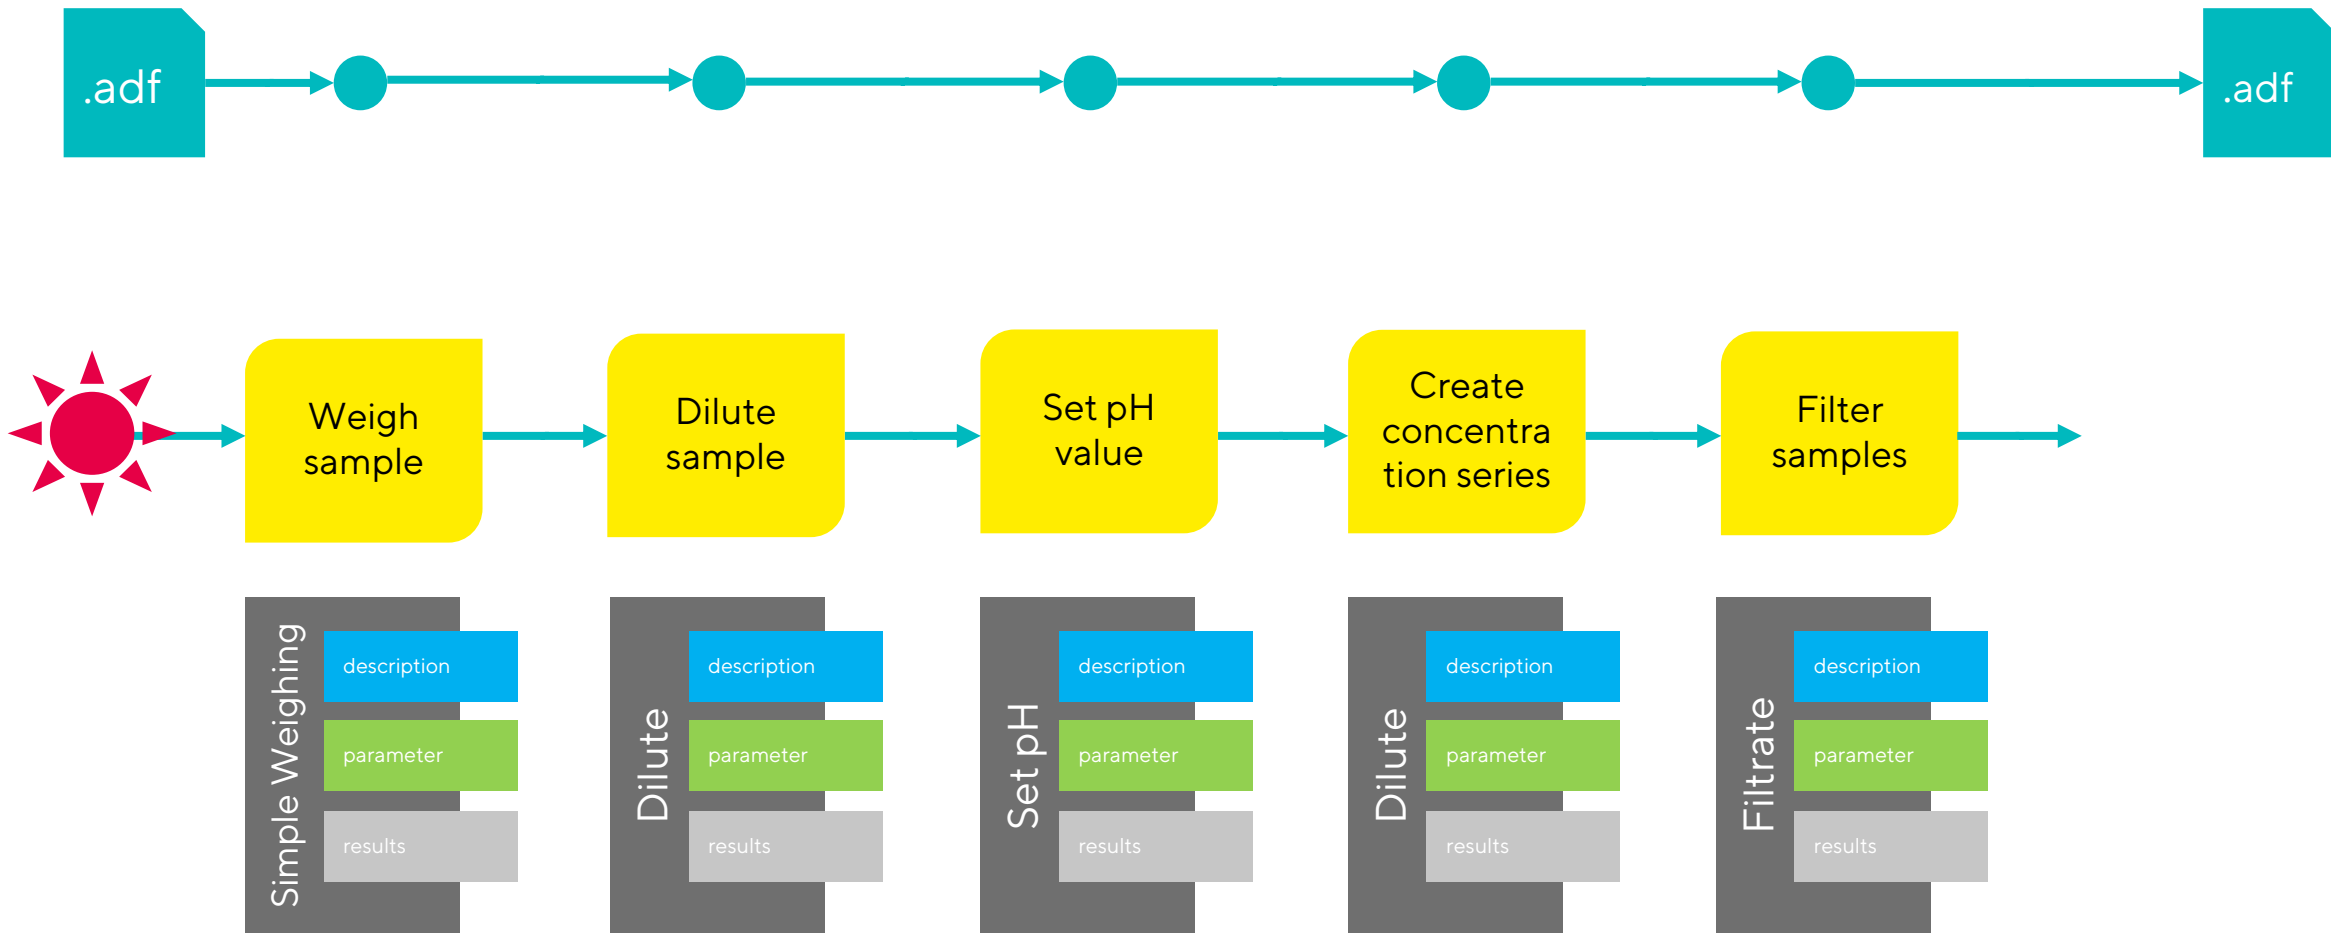 .adf
.adf
Weigh
sample
Dilute
sample
Set pH
value
Create
concentra
tion series
Filter
samples
Simple Weighing
description
parameter
results
Dilute
description
parameter
results
Set pH
description
parameter
results
Dilute
description
parameter
results
Filtrate
description
parameter
results